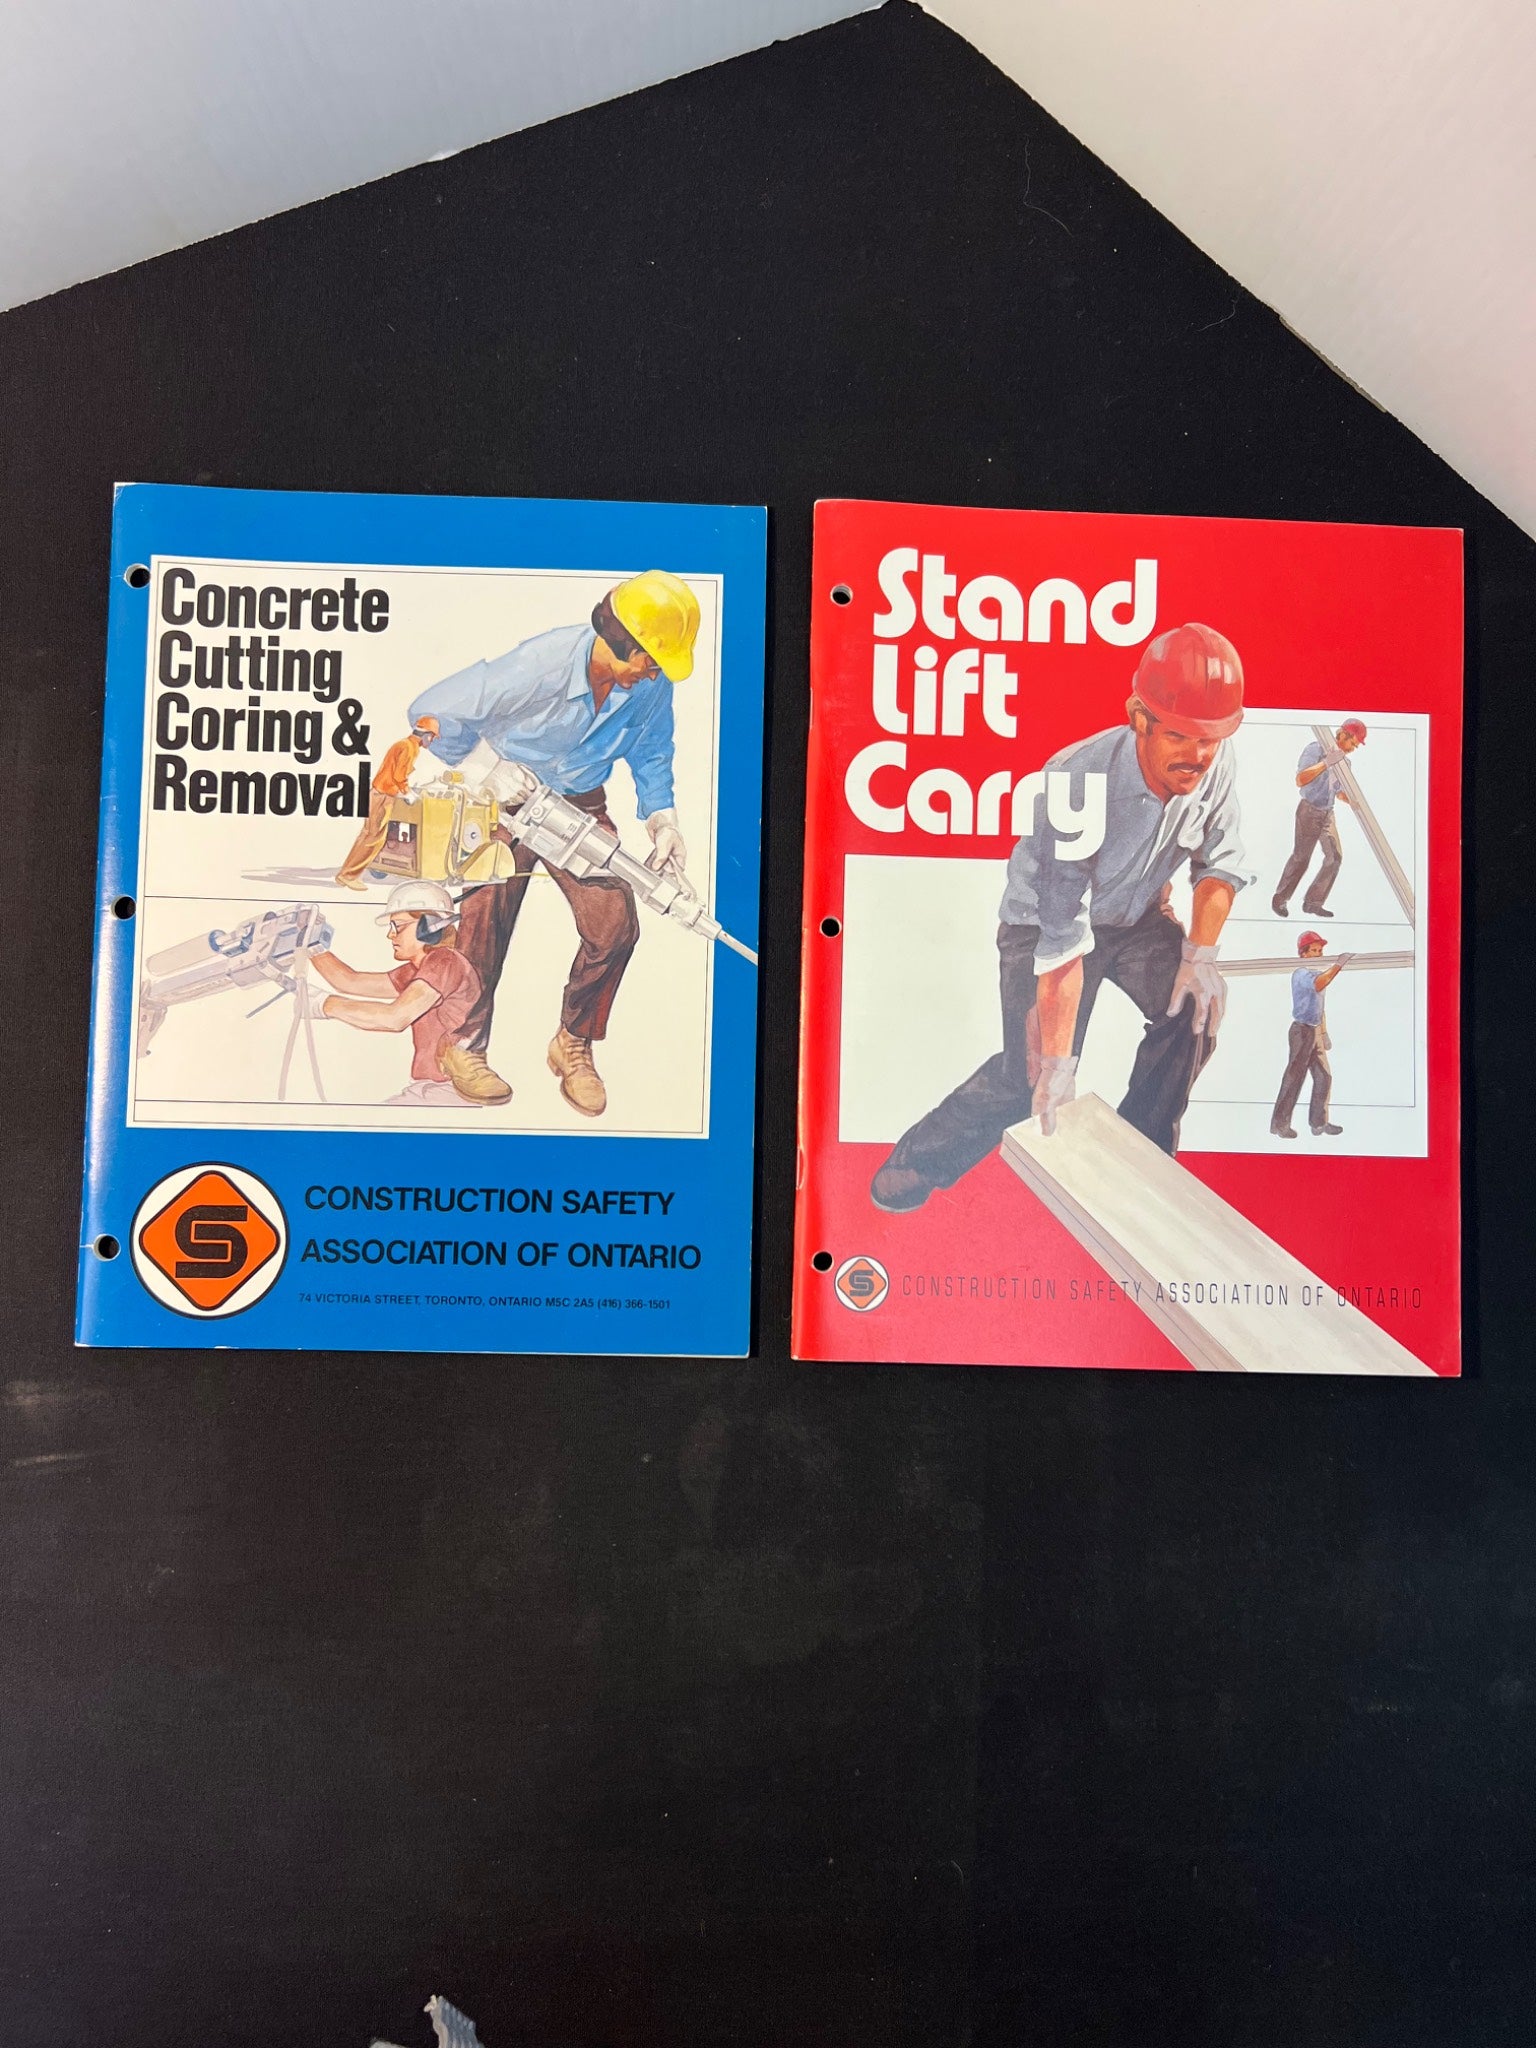 Concrete
Cutting
Coring &
Removal
S
CONSTRUCTION SAFETY
ASSOCIATION OF ONTARIO
74 VICTORIA STREET, TORONTO, ONTARIO M5C 2A5 (416) 366-1501
Stand
Lift
Carry
S
CONSTRUCTION SAFETY ASSOCIATION OF ONTARIO